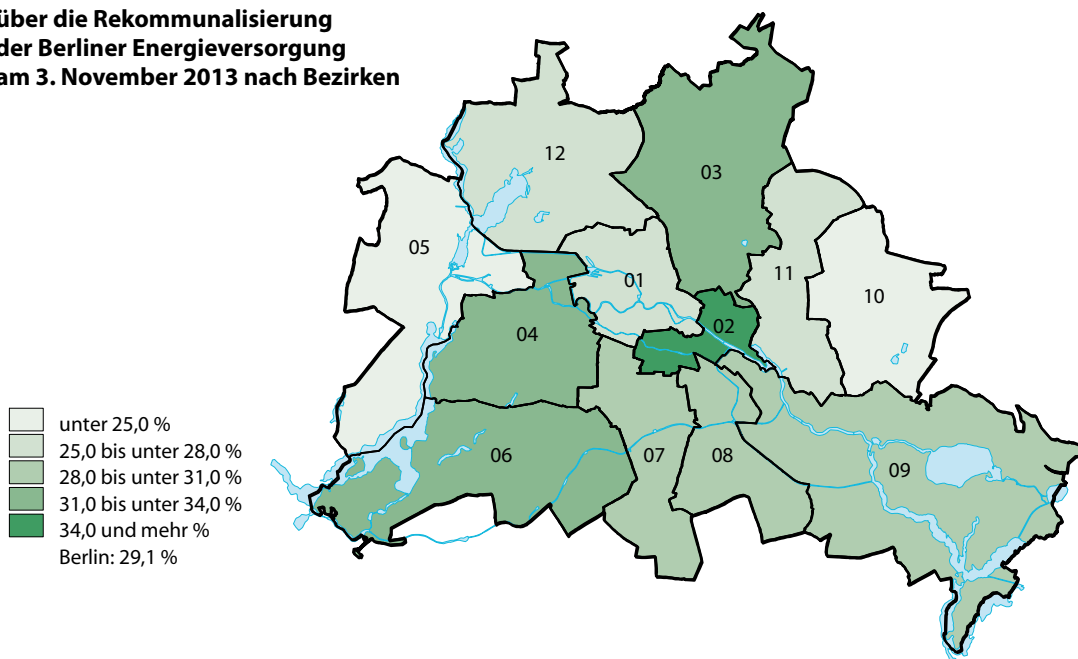 über die Rekommunalisierung
der Berliner Energieversorgung
am 3. November 2013 nach Bezirken
12
03
05
01
11
10
02
04
06
07
08
09
unter 25,0 %
25,0 bis unter 28,0 %
28,0 bis unter 31,0 %
31,0 bis unter 34,0 %
34,0 und mehr %
Berlin: 29,1 %